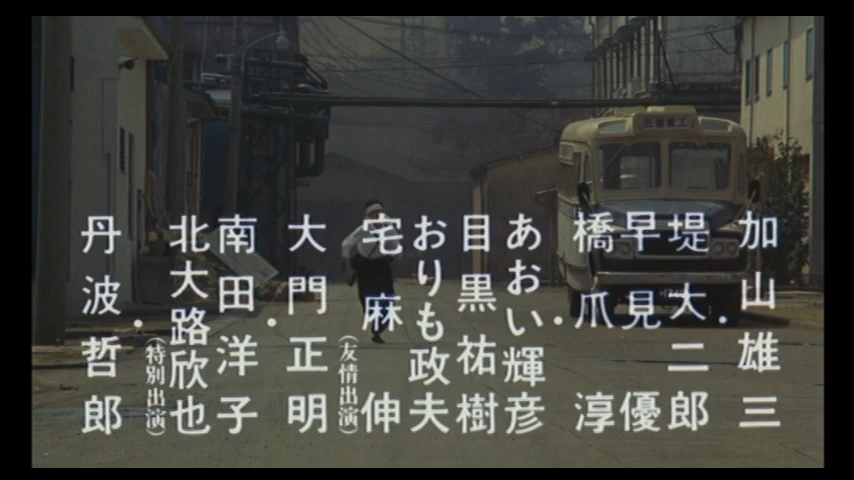 加山雄三
堤大二郎
早見優
橋爪淳
あおい輝彦
目黒祐樹
おりも政夫
宅麻伸
(友情出演)
大門正明
南田洋子
北大路欣也
(特別出演)
丹波哲郎